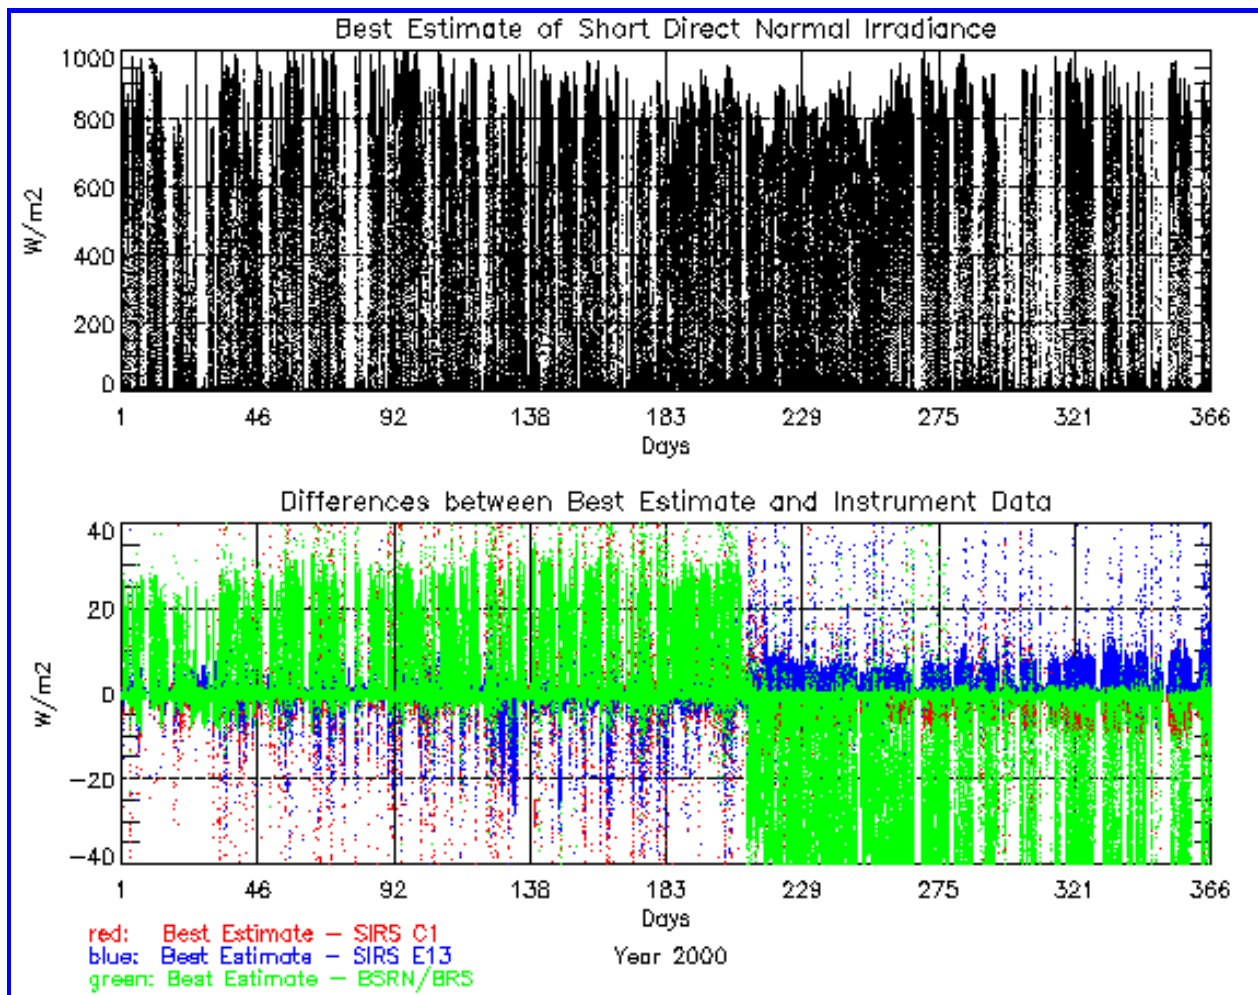 Best Estimate of Short Direct Normal Irradiance
1000
800
600
400
200
0
W/m2
1 46 92 138 183 229 275 321 366
Days
Differences between Best Estimate and Instrument Data
40
20
0
-20
-40
W/m2
1 46 92 138 183 229 275 321 366
Days
red: Best Estimate - SIRS C1
blue: Best Estimate - SIRS E13
Year 2000
green: Best Estimate - BSRN/BRS